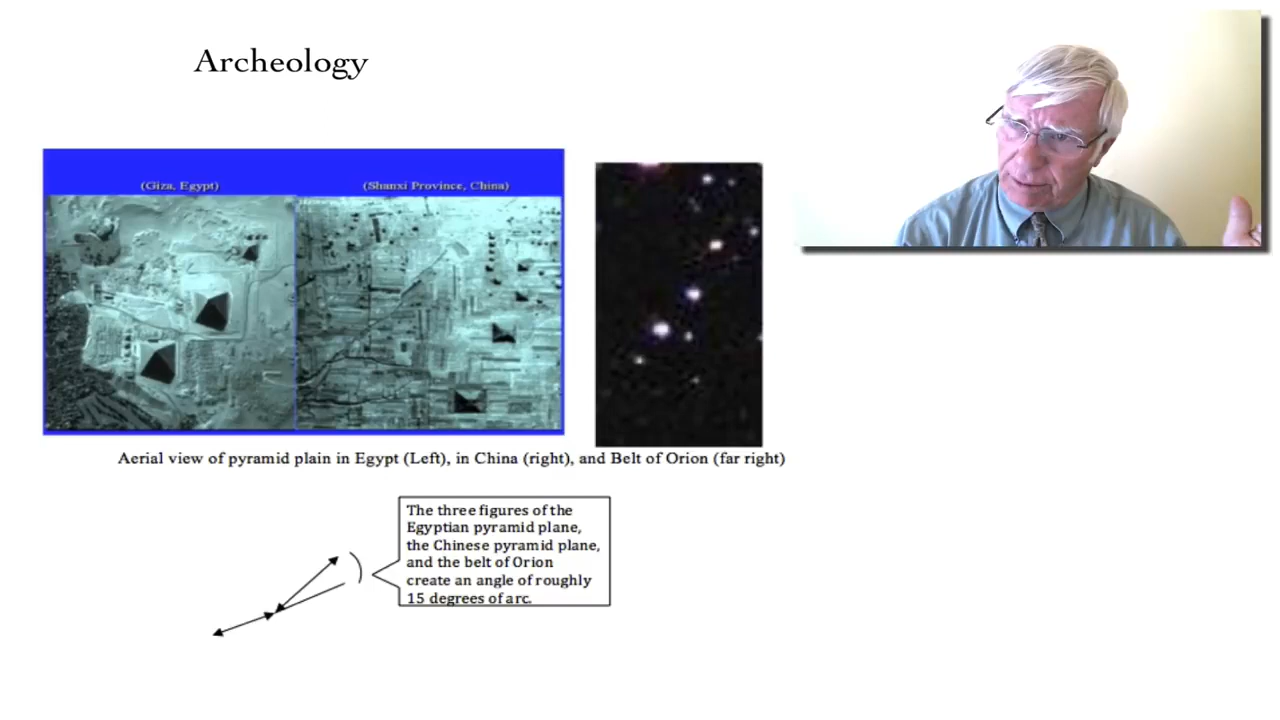 Archeology
(Giza, Egypt)
(Shanxi Province, China)
Aerial view of pyramid plain in Egypt (Left), in China (right), and Belt of Orion (far right)
The three figures of the
Egyptian pyramid plane,
the Chinese pyramid plane,
and the belt of Orion
create an angle of roughly
15 degrees of arc.